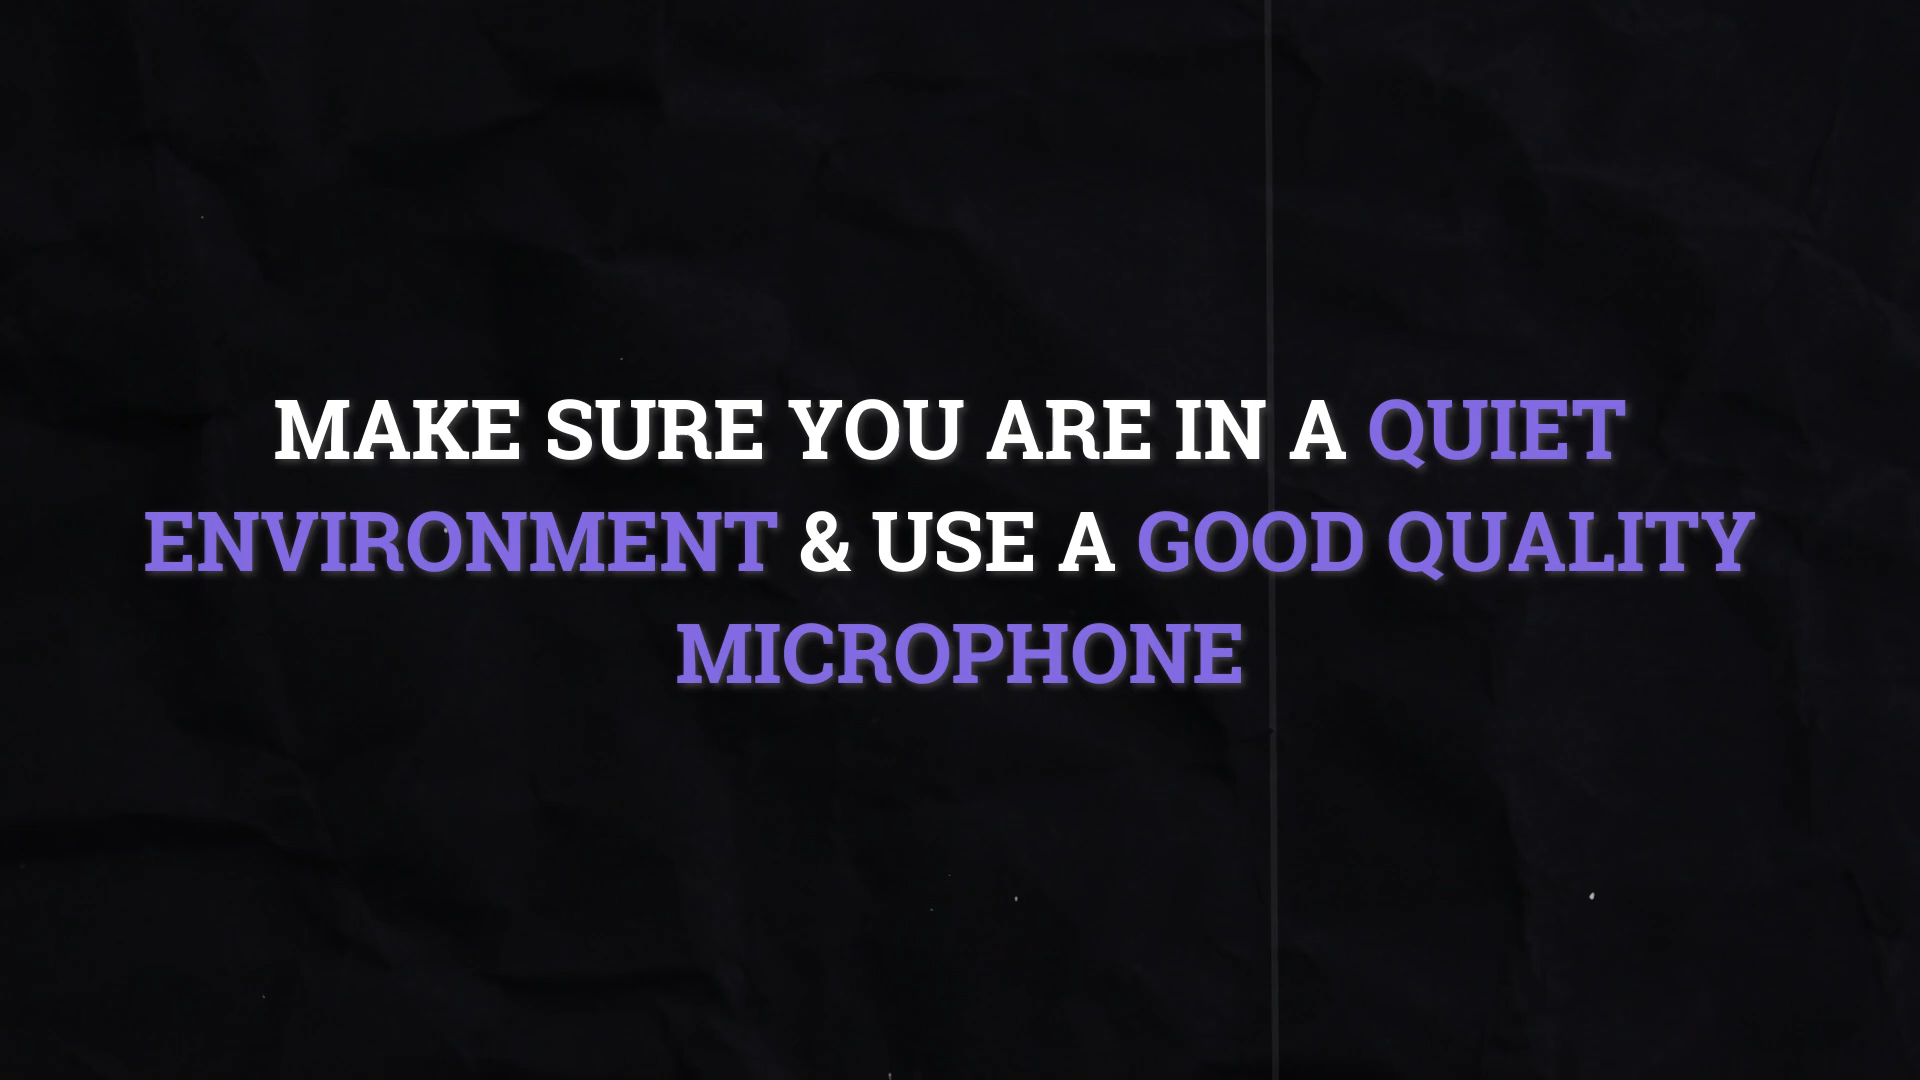 MAKE SURE YOU ARE IN A QUIET
ENVIRONMENT & USE A GOOD QUALITY
MICROPHONE